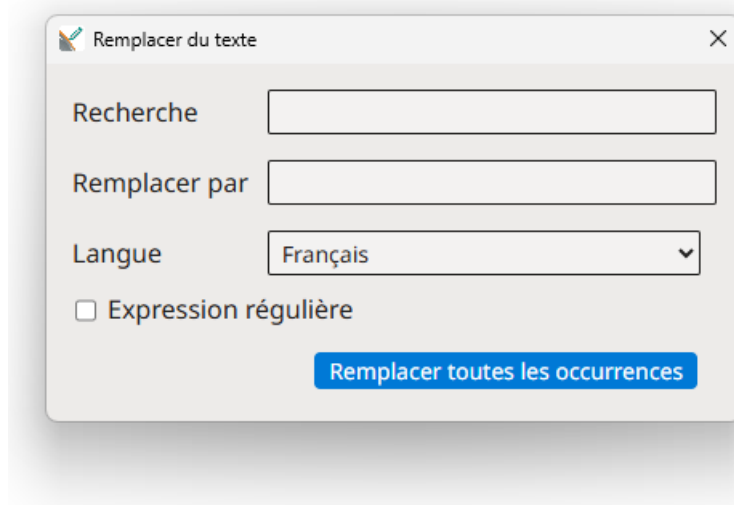 Remplacer du texte
Recherche
Remplacer par
Langue Français
Expression régulière
Remplacer toutes les occurrences